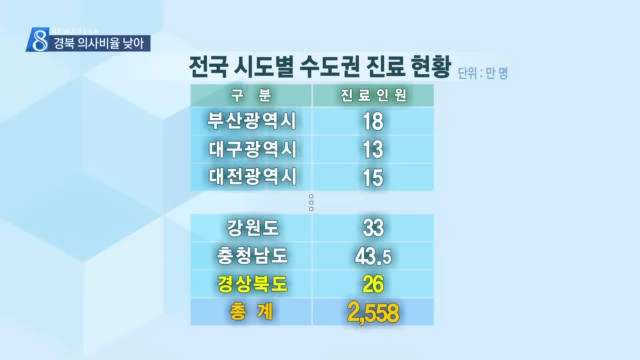 8 경북 의사비율 낮아
전국 시도별 수도권 진료 현황 단위 : 만 명
구 분 진료인원
부산광역시 18
대구광역시 13
대전광역시 15
강원도 33
충청남도 43.5
경상북도 26
총 계 2,558